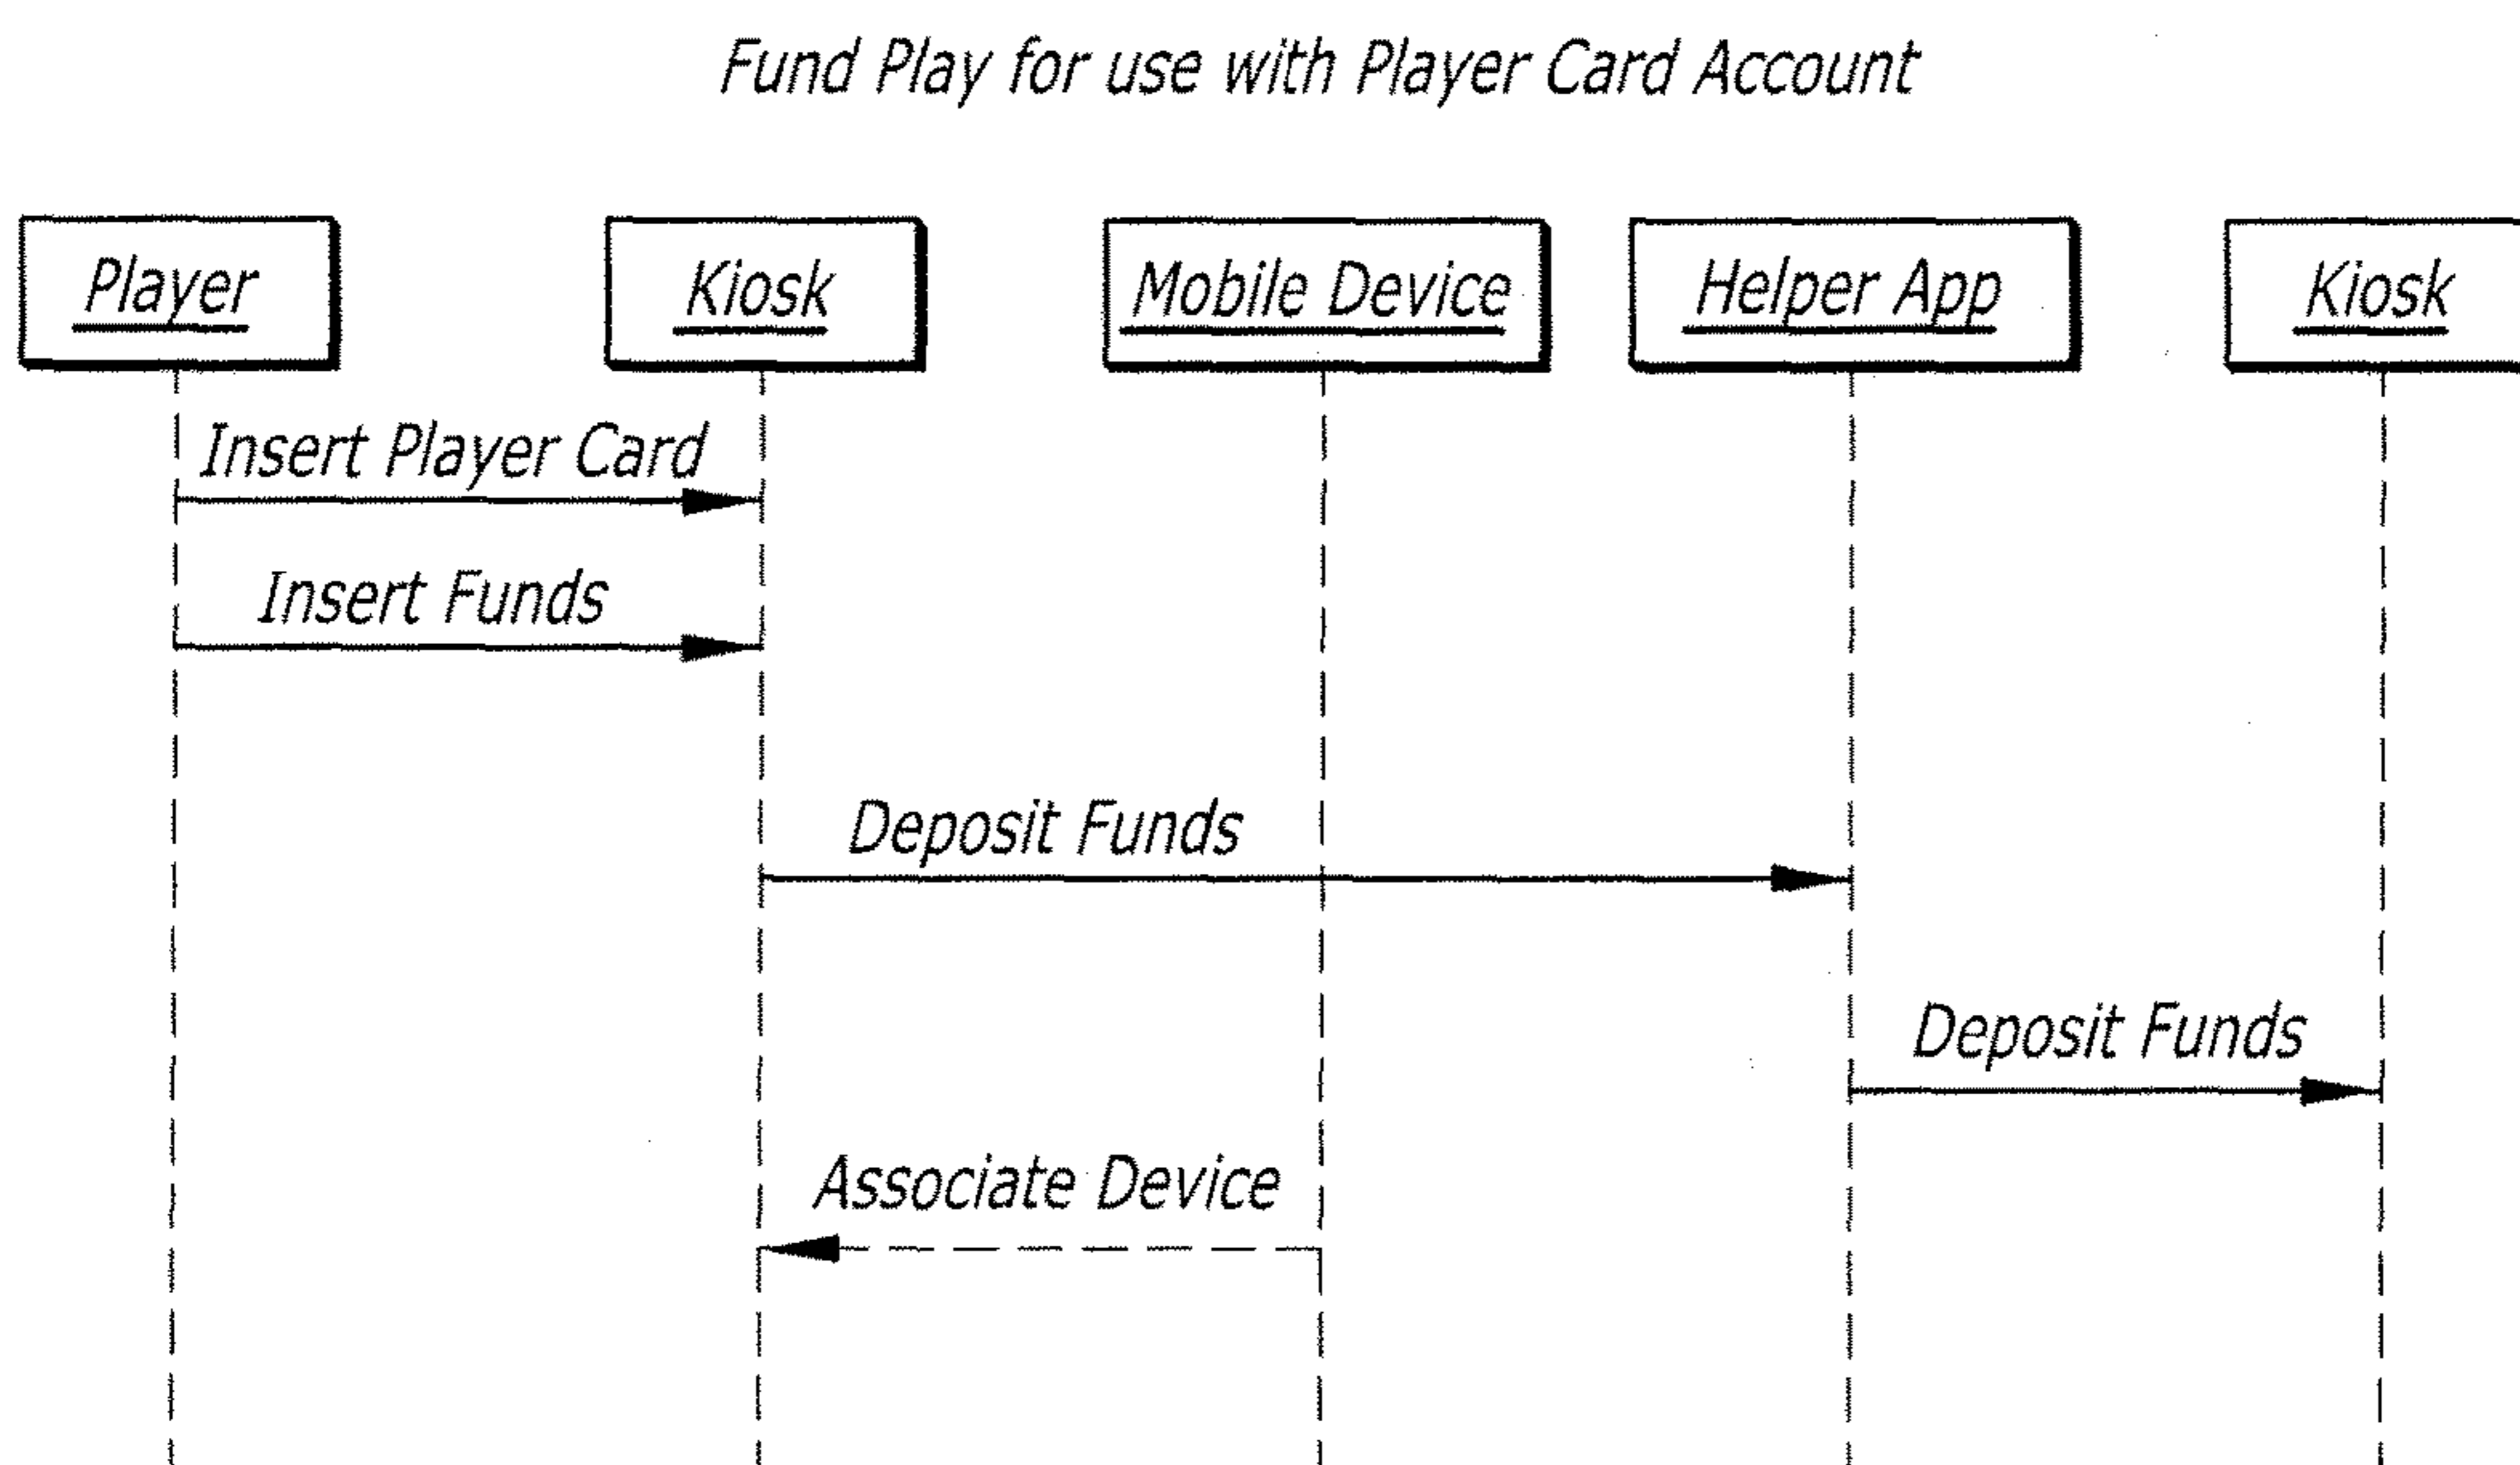 Fund Play for use with Player Card Account
Player
Kiosk
Mobile Device
Helper App
Kiosk
Insert Player Card
Insert Funds
Deposit Funds
Deposit Funds
Associate Device